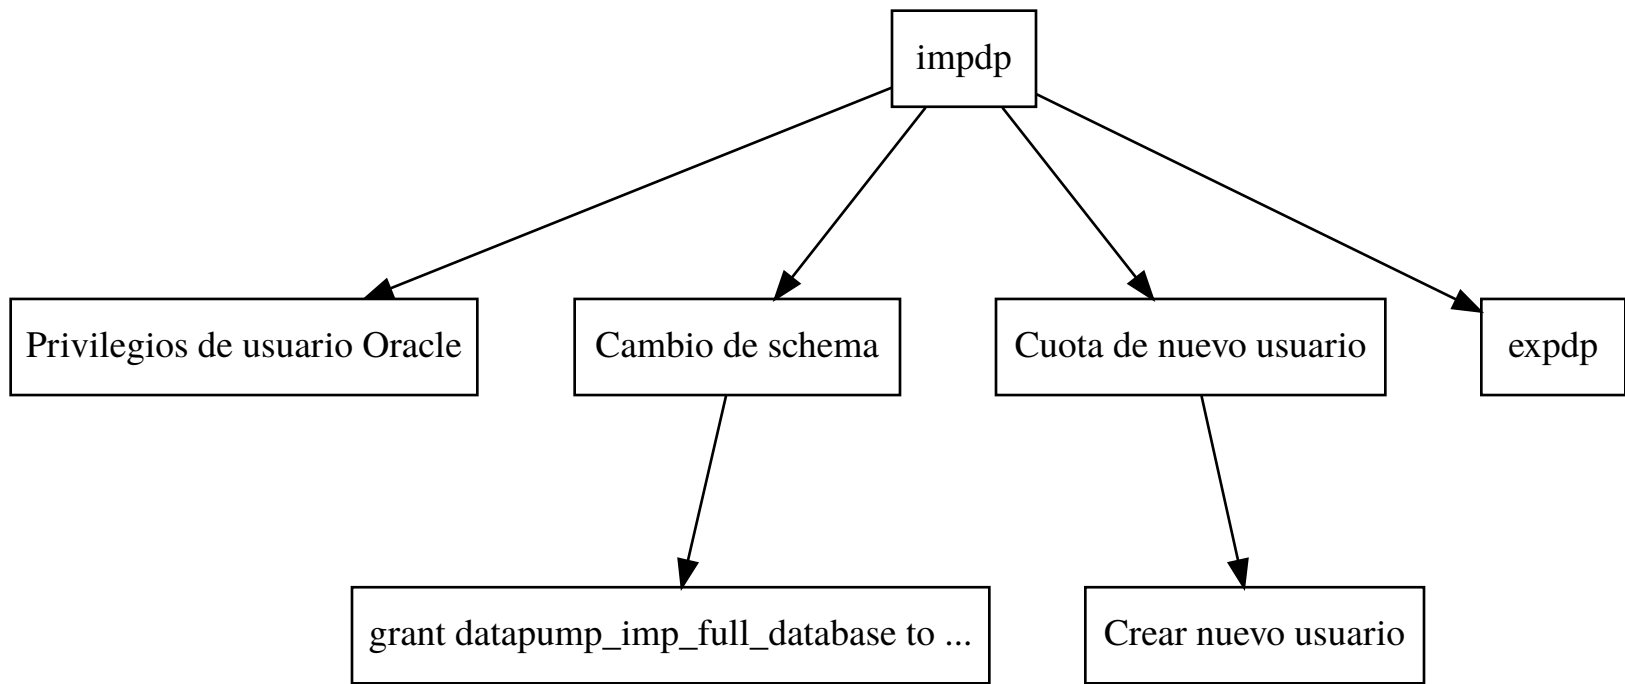 impdp
Privilegios de usuario Oracle
Cambio de schema
Cuota de nuevo usuario
expdp
grant datapump_imp_full_database to ...
Crear nuevo usuario